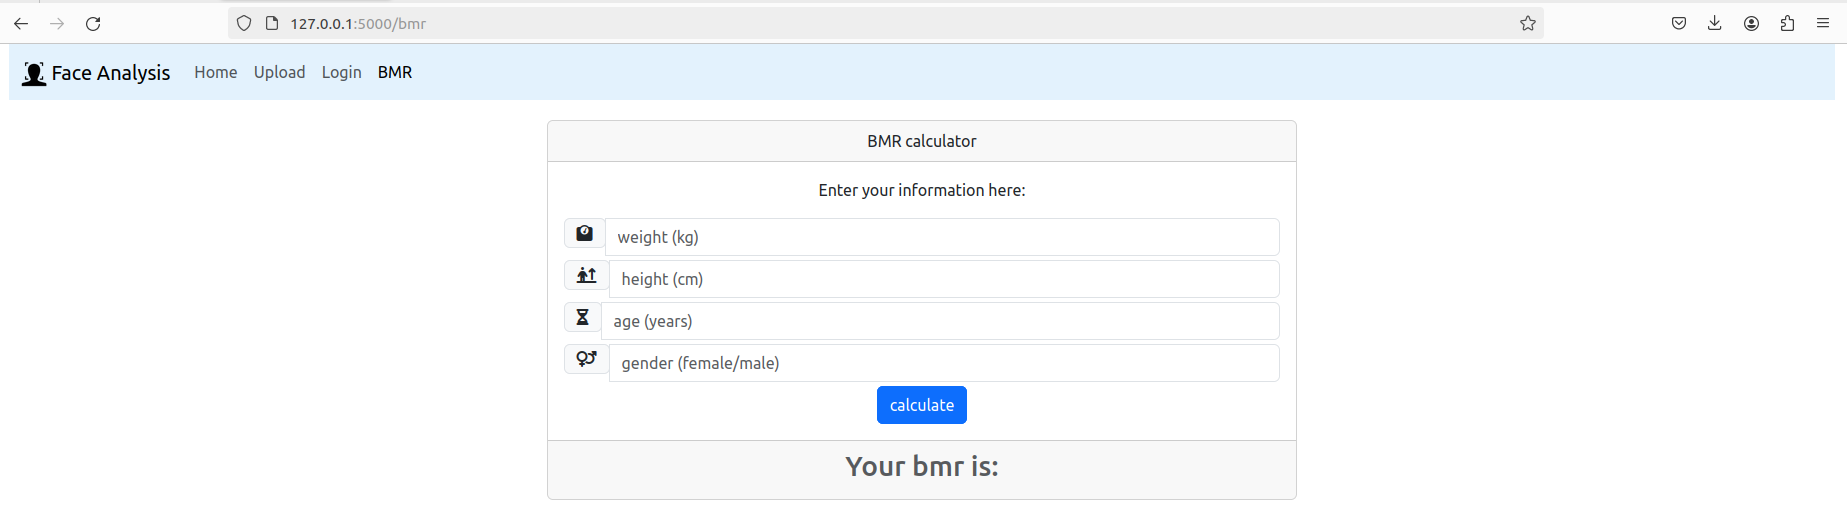 127.0.0.1:5000/bmr
Face Analysis Home Upload Login BMR
BMR calculator
Enter your information here:
weight (kg)
height (cm)
age (years)
gender (female/male)
calculate
Your bmr is: